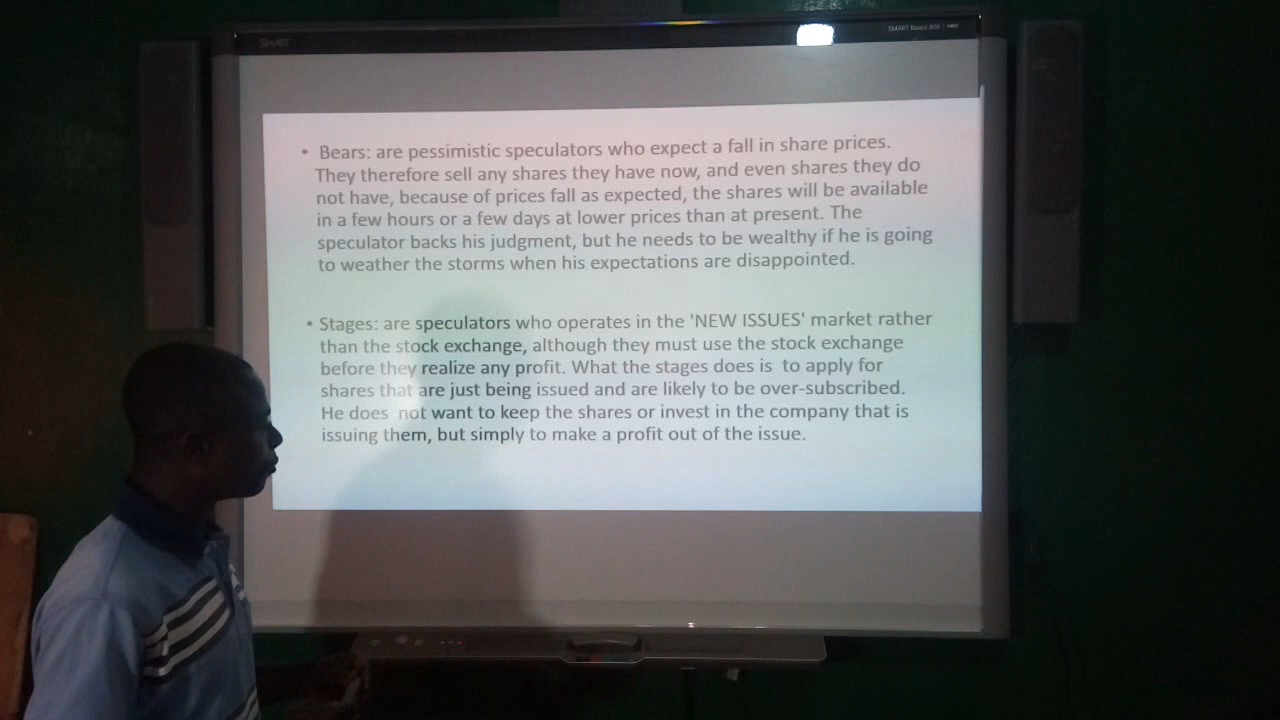 SMART
SMART Board 800
• Bears: are pessimistic speculators who expect a fall in share prices.
They therefore sell any shares they have now, and even shares they do
not have, because of prices fall as expected, the shares will be available
in a few hours or a few days at lower prices than at present. The
speculator backs his judgment, but he needs to be wealthy if he is going
to weather the storms when his expectations are disappointed.
• Stages: are speculators who operates in the 'NEW ISSUES' market rather
than the stock exchange, although they must use the stock exchange
before they realize any profit. What the stages does is to apply for
shares that are just being issued and are likely to be over-subscribed.
He does not want to keep the shares or invest in the company that is
issuing them, but simply to make a profit out of the issue.